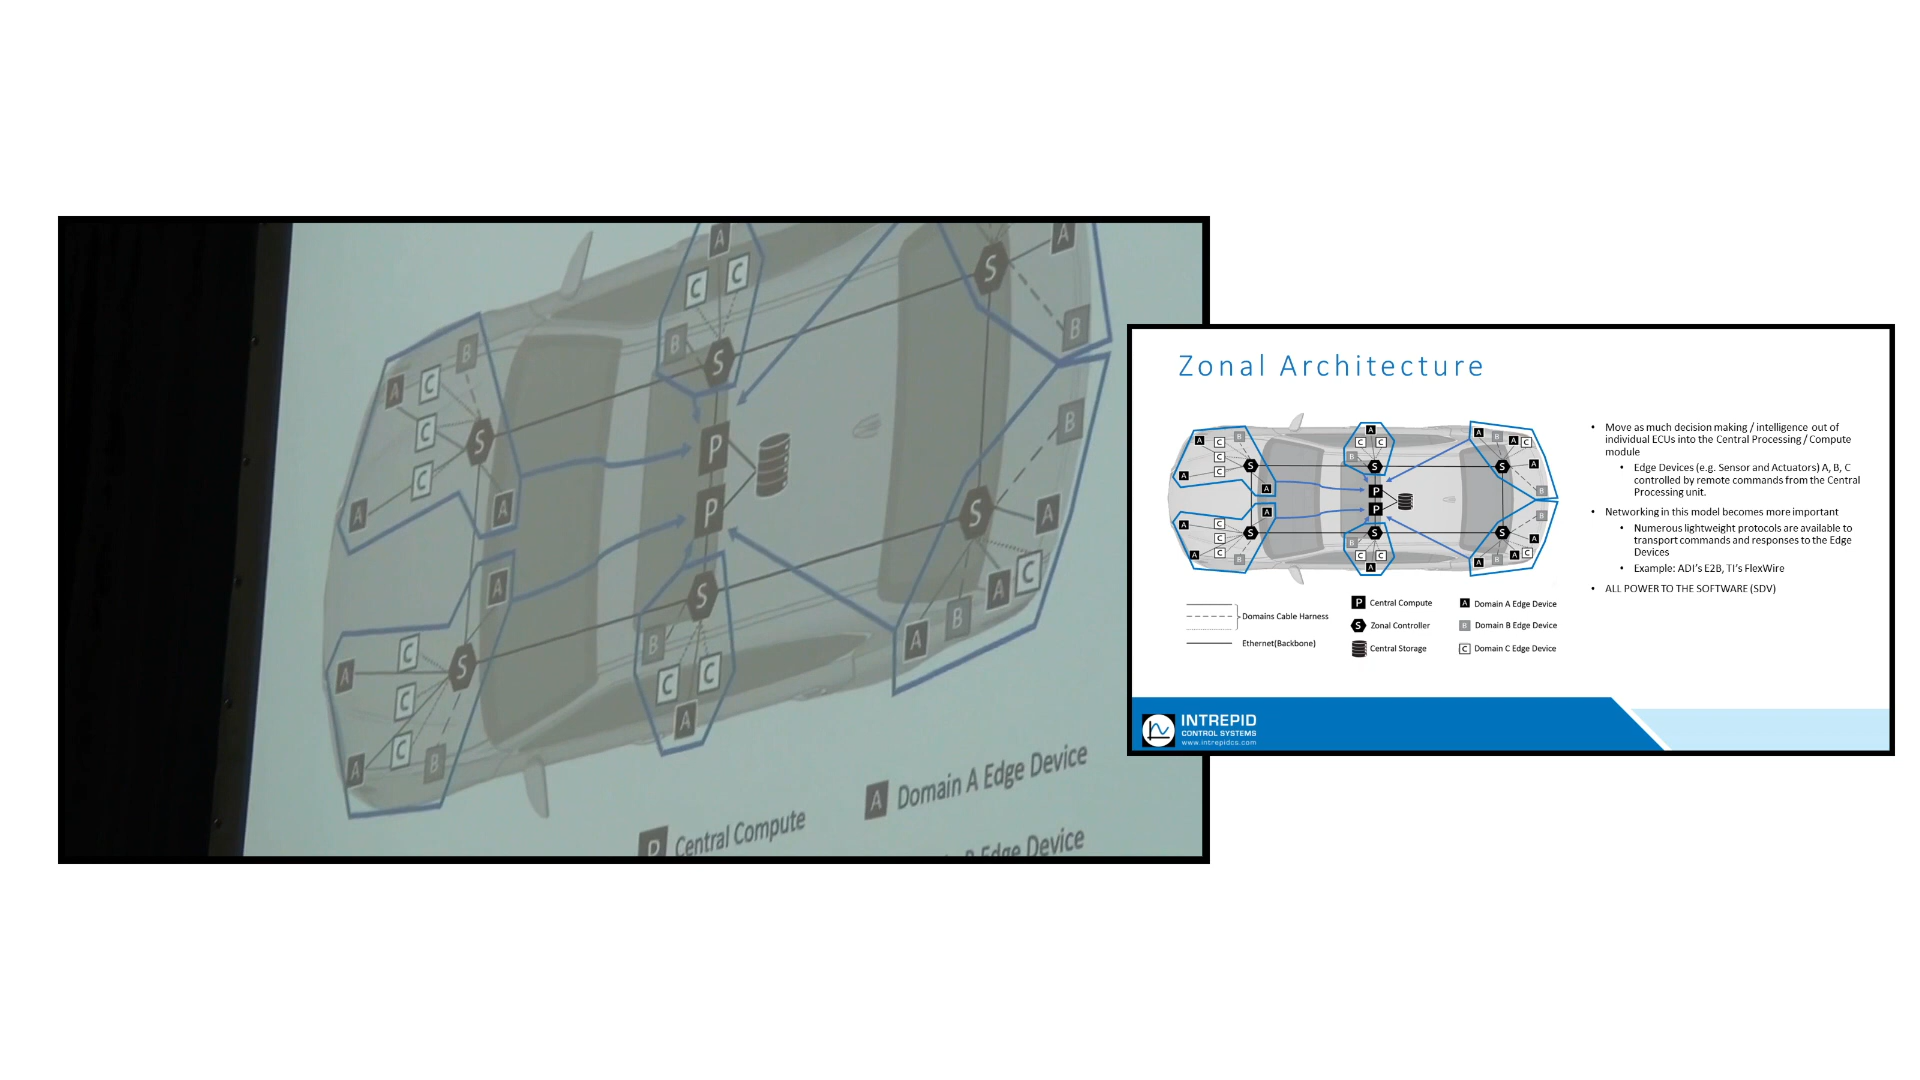 A
C
C
B
S
S
A
B
B
A
C
C
C
S
A
A
P
P
B
S
A
A
C
B
A
A
S
B
C
C
A
A
C
C
C
S
A
B
A Domain A Edge Device
P Central Compute
B Edge Device
Zonal Architecture
A
C
B
C
C
S
A
A
A
C
C
B
S
A
B
A
C
S
A
B
P
P
A
A
C
C
C
S
A
B
S
B
C
C
A
B
S
A
A
C
B
A
Domains Cable Harness
Ethernet(Backbone)
P Central Compute
S Zonal Controller
Central Storage
A Domain A Edge Device
B Domain B Edge Device
C Domain C Edge Device
• Move as much decision making / intelligence out of
individual ECUs into the Central Processing / Compute
module
• Edge Devices (e.g. Sensor and Actuators) A, B, C
controlled by remote commands from the Central
Processing unit.
• Networking in this model becomes more important
• Numerous lightweight protocols are available to
transport commands and responses to the Edge
Devices
• Example: ADI's E2B, TI's FlexWire
• ALL POWER TO THE SOFTWARE (SDV)
INTREPID
CONTROL SYSTEMS
www.intrepidcs.com